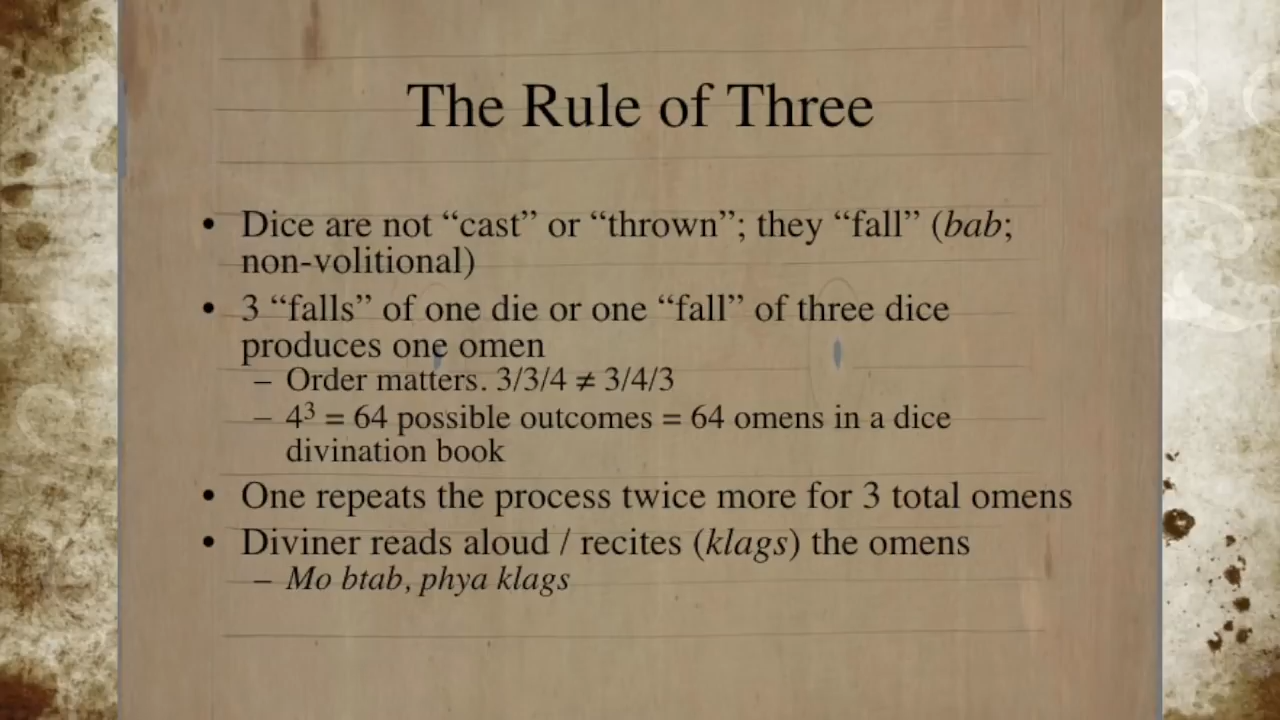 The Rule of Three
• Dice are not “cast” or “thrown”; they “fall” (bab;
non-volitional)
• 3 “falls” of one die or one “fall” of three dice
produces one omen
– Order matters. 3/3/4 ≠ 3/4/3
– 4³ = 64 possible outcomes = 64 omens in a dice
divination book
• One repeats the process twice more for 3 total omens
• Diviner reads aloud / recites (klags) the omens
– Mo btab, phya klags